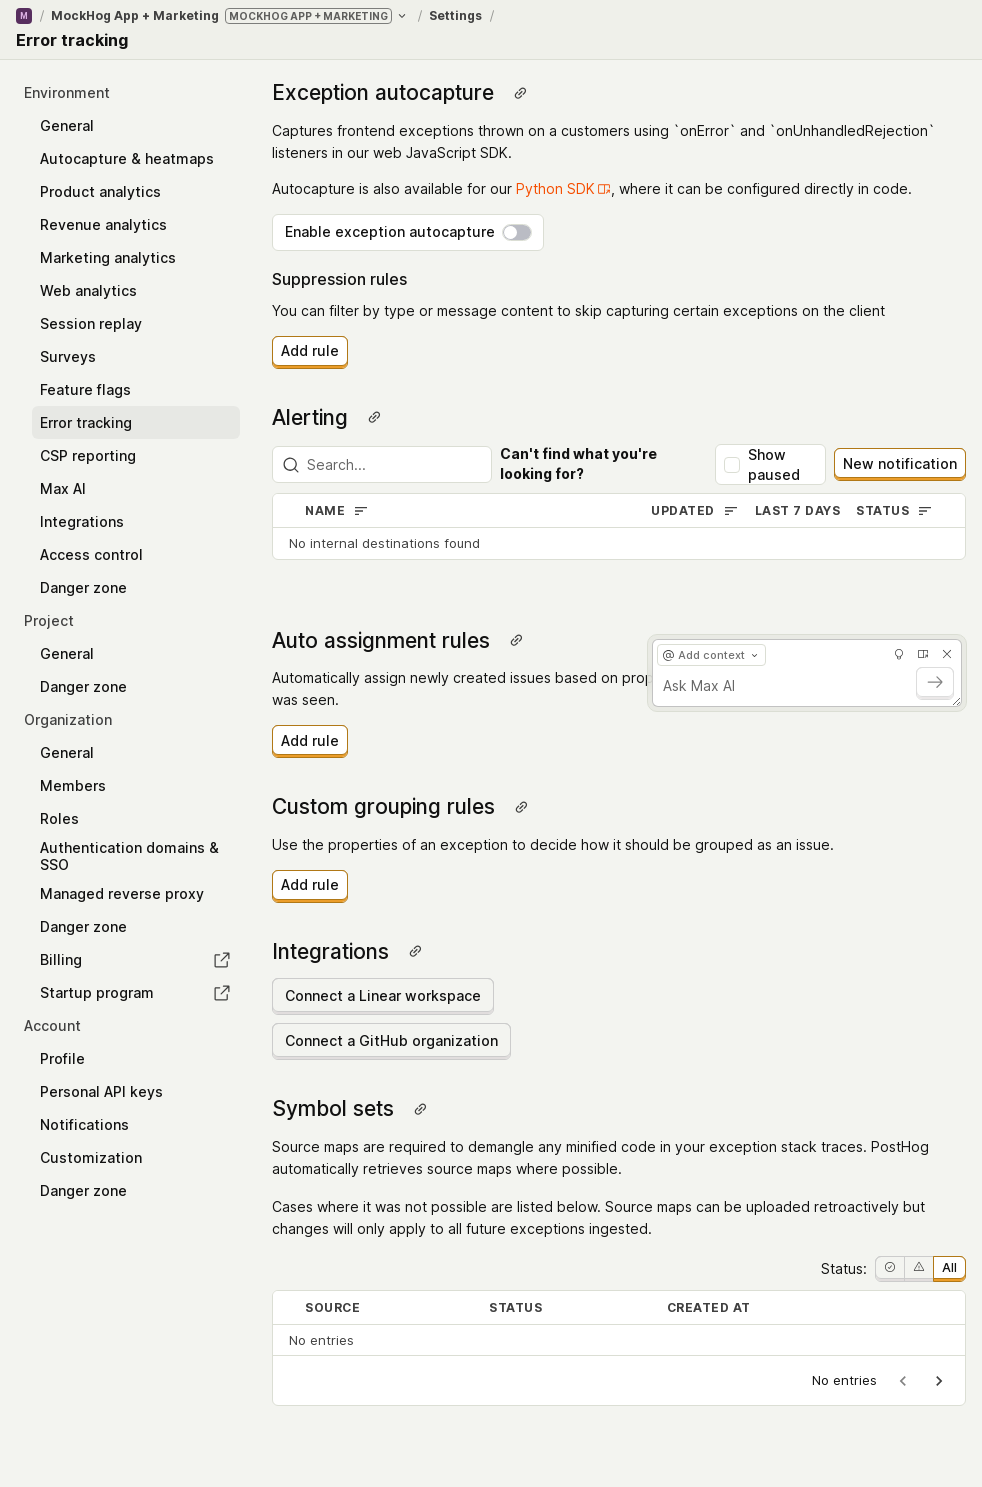 M / MockHog App + Marketing MOCKHOG APP + MARKETING / Settings /
Error tracking
Environment
General
Autocapture & heatmaps
Product analytics
Revenue analytics
Marketing analytics
Web analytics
Session replay
Surveys
Feature flags
Error tracking
CSP reporting
Max AI
Integrations
Access control
Danger zone
Project
General
Danger zone
Organization
General
Members
Roles
Authentication domains &
SSO
Managed reverse proxy
Danger zone
Billing
Startup program
Account
Profile
Personal API keys
Notifications
Customization
Danger zone
Exception autocapture
Captures frontend exceptions thrown on a customers using `onError` and `onUnhandledRejection`
listeners in our web JavaScript SDK.
Autocapture is also available for our Python SDK, where it can be configured directly in code.
Enable exception autocapture
Suppression rules
You can filter by type or message content to skip capturing certain exceptions on the client
Add rule
Alerting
Search...
Can't find what you're
looking for?
Show
paused
New notification
NAME UPDATED LAST 7 DAYS STATUS
No internal destinations found
Auto assignment rules
Automatically assign newly created issues based on prop
was seen.
@ Add context
Ask Max AI
Add rule
Custom grouping rules
Use the properties of an exception to decide how it should be grouped as an issue.
Add rule
Integrations
Connect a Linear workspace
Connect a GitHub organization
Symbol sets
Source maps are required to demangle any minified code in your exception stack traces. PostHog
automatically retrieves source maps where possible.
Cases where it was not possible are listed below. Source maps can be uploaded retroactively but
changes will only apply to all future exceptions ingested.
Status: All
SOURCE STATUS CREATED AT
No entries
No entries